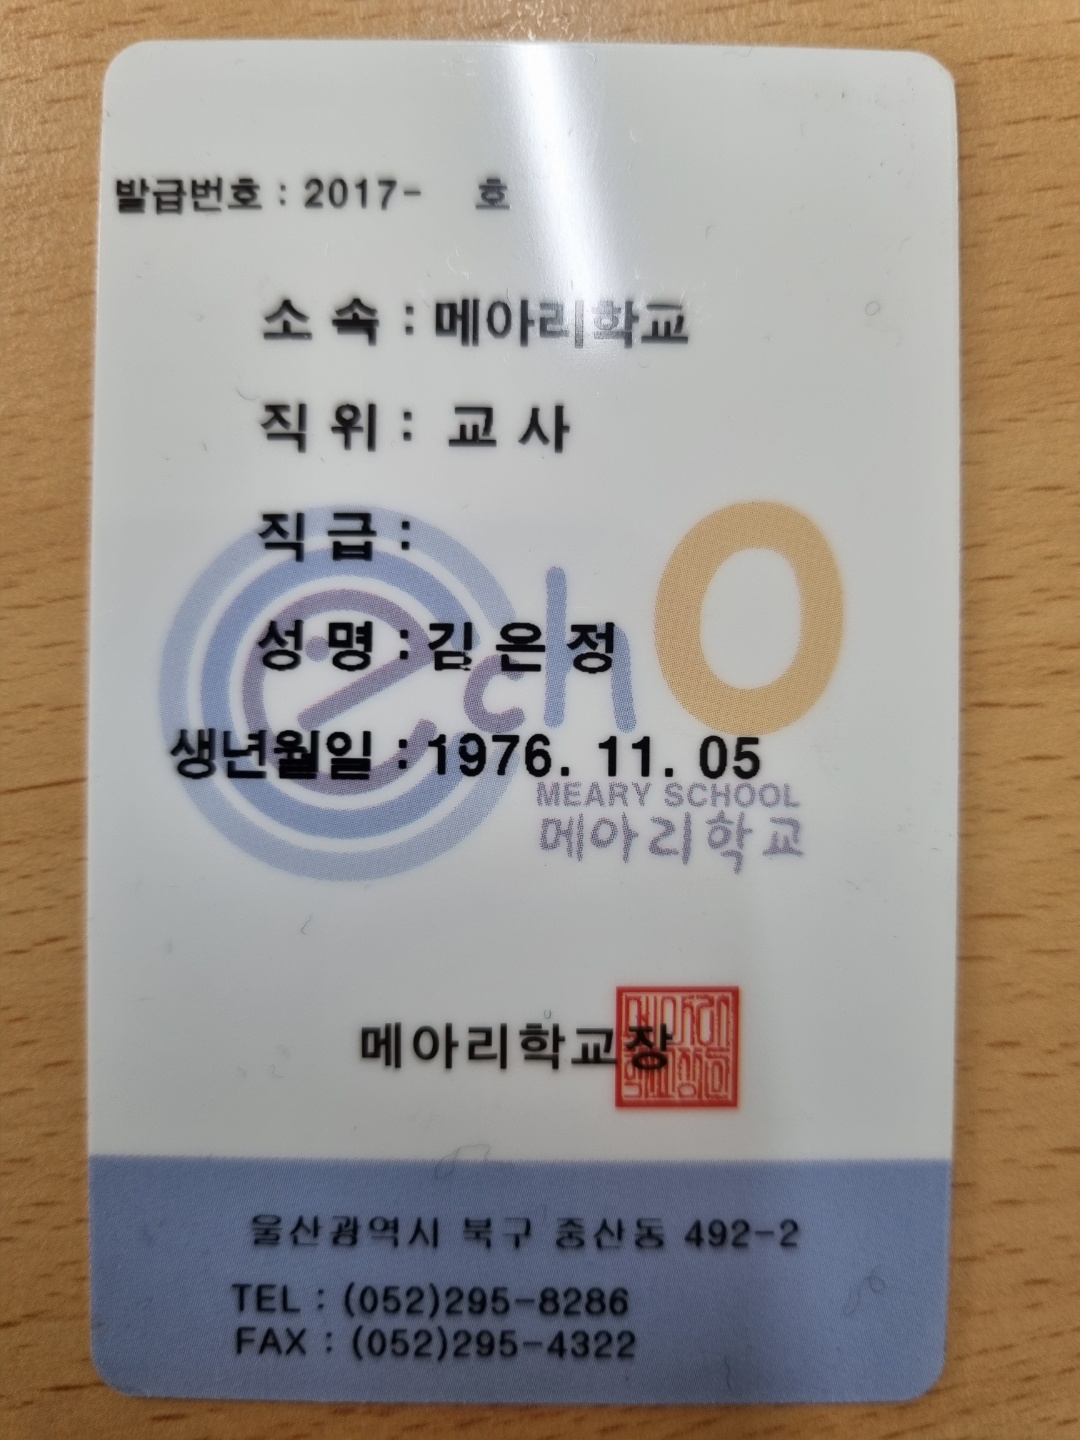 발급번호 : 2017-    호
소 속 : 메아리학교
직 위 : 교 사
직 급 :
성 명 : 김 은 정
생년월일 : 1976. 11. 05
echo
MEARY SCHOOL
메아리학교
메아리학교장
울산광역시 북구 중산동 492-2
TEL : (052)295-8286
FAX : (052)295-4322